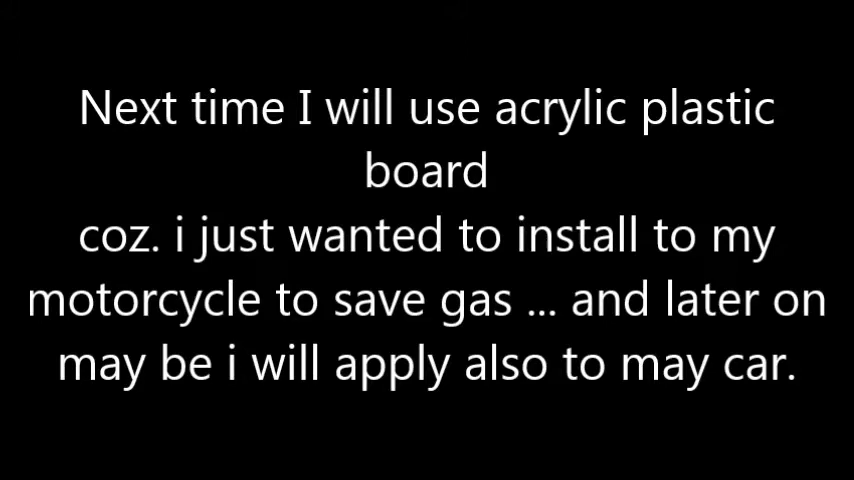 Next time I will use acrylic plastic
board
coz. i just wanted to install to my
motorcycle to save gas ... and later on
may be i will apply also to may car.